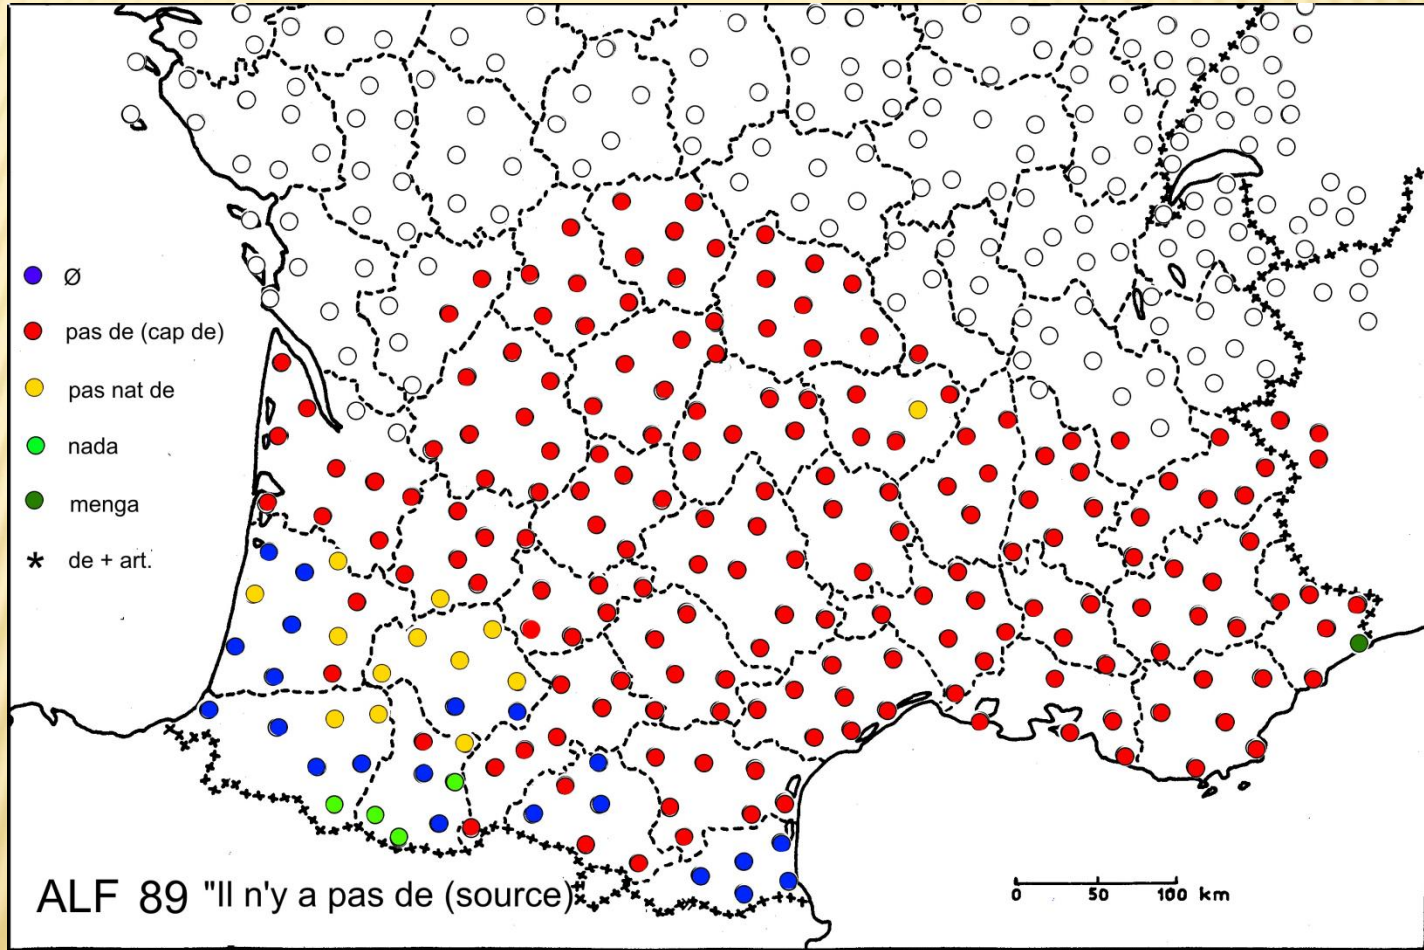 Ø
pas de (cap de)
pas nat de
nada
menga
* de + art.
ALF 89 "Il n'y a pas de (source)
0 50 100 km